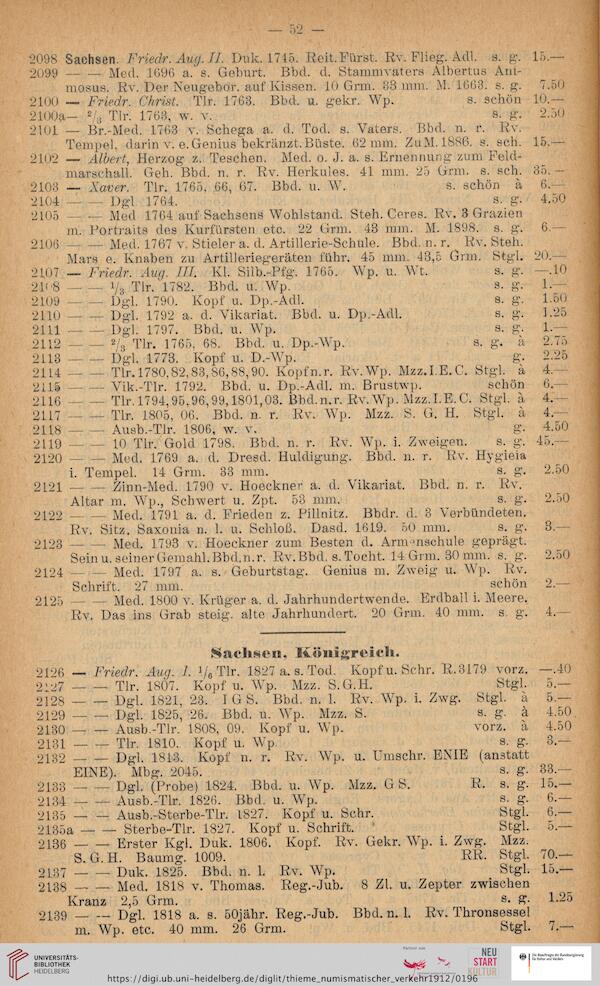 — 52 —
2098 Sachsen. Friedr. Aug. II. Duk. 1745. Reit. Fürst. Rv. Flieg. Adl. s. g. 15.—
2099 — — Med. 1696 a. s. Geburt. Bbd. d. Stammvaters Albertus Ani-
mosus. Rv. Der Neugebor. auf Kissen. 10 Grm. 33 mm. M. 1663. s. g. 7.50
2100 — Friedr. Christ. Tlr. 1763. Bbd. u. gekr. Wp. s. schön 10.—
2100a— ²/₃ Tlr. 1763, w. v. s. g. 2.50
2101 — Br.-Med. 1763 v. Schega a. d. Tod. s. Vaters. Bbd. n. r. Rv.
Tempel, darin v. e. Genius bekränzt. Büste. 62 mm. Zu M. 1886. s. sch. 15.—
2102 — Albert, Herzog z. Teschen. Med. o. J. a. s. Ernennung zum Feld-
marschall. Geh. Bbd. n. r. Rv. Herkules. 41 mm. 25 Grm. s. sch. 35.—
2103 — Xaver. Tlr. 1765, 66, 67. Bbd. u. W. s. schön à 6.—
2104 — — Dgl. 1764. s. g. 4.50
2105 — — Med 1764 auf Sachsens Wohlstand. Steh. Ceres. Rv. 3 Grazien
m. Portraits des Kurfürsten etc. 22 Grm. 43 mm. M. 1898. s. g. 6.—
2106 — — Med. 1767 v. Stieler a. d. Artillerie-Schule. Bbd. n. r. Rv. Steh.
Mars e. Knaben zu Artilleriegeräten führ. 45 mm. 43,5 Grm. Stgl. 20.—
2107 — Friedr. Aug. III. Kl. Silb.-Pfg. 1765. Wp. u. Wt. s. g. —.10
2108 — — ¹/₃ Tlr. 1782. Bbd. u. Wp. s. g. 1.—
2109 — — Dgl. 1790. Kopf u. Dp.-Adl. s. g. 1.50
2110 — — Dgl. 1792 a. d. Vikariat. Bbd. u. Dp.-Adl. s. g. 1.25
2111 — — Dgl. 1797. Bbd. u. Wp. s. g. 1.—
2112 — — ²/₃ Tlr. 1765, 68. Bbd. u. Dp.-Wp. s. g. à 2.75
2113 — — Dgl. 1773. Kopf u. D.-Wp. g. 2.25
2114 — — Tlr. 1780, 82, 83, 86, 88, 90. Kopf n. r. Rv. Wp. Mzz. I. E. C. Stgl. à 4.—
2115 — — Vik.-Tlr. 1792. Bbd. u. Dp.-Adl. m. Brustwp. schön 6.—
2116 — — Tlr. 1794, 95, 96, 99, 1801, 03. Bbd. n. r. Rv. Wp. Mzz. I. E. C. Stgl. à 4.—
2117 — — Tlr. 1805, 06. Bbd. n. r. Rv. Wp. Mzz. S. G. H. Stgl. à 4.—
2118 — — Ausb.-Tlr. 1806, w. v. g. 4.50
2119 — — 10 Tlr. Gold 1798. Bbd. n. r. Rv. Wp. i. Zweigen. s. g. 45.—
2120 — — Med. 1769 a. d. Dresd. Huldigung. Bbd. n. r. Rv. Hygieia
i. Tempel. 14 Grm. 33 mm. s. g. 2.50
2121 — — Zinn-Med. 1790 v. Hoeckner a. d. Vikariat. Bbd. n. r. Rv.
Altar m. Wp., Schwert u. Zpt. 53 mm. s. g. 2.50
2122 — — Med. 1791 a. d. Frieden z. Pillnitz. Bbdr. d. 3 Verbündeten.
Rv. Sitz. Saxonia n. l. u. Schloß. Dasd. 1619. 50 mm. s. g. 3.—
2123 — — Med. 1793 v. Hoeckner zum Besten d. Armenschule geprägt.
Sein u. seiner Gemahl. Bbd. n. r. Rv. Bbd. s. Tocht. 14 Grm. 30 mm. s. g. 2.50
2124 — — Med. 1797 a. s. Geburtstag. Genius m. Zweig u. Wp. Rv.
Schrift. 27 mm. schön 2.—
2125 — — Med. 1800 v. Krüger a. d. Jahrhundertwende. Erdball i. Meere.
Rv. Das ins Grab steig. alte Jahrhundert. 20 Grm. 40 mm. s. g. 4.—
Sachsen, Königreich.
2126 — Friedr. Aug. I. ¹/₆ Tlr. 1827 a. s. Tod. Kopf u. Schr. R. 3179 vorz. —.40
2127 — — Tlr. 1807. Kopf u. Wp. Mzz. S. G. H. Stgl. 5.—
2128 — — Dgl. 1821, 23. I G S. Bbd. n. l. Rv. Wp. i. Zwg. Stgl. à 5.—
2129 — — Dgl. 1825, 26. Bbd. u. Wp. Mzz. S. s. g. à 4.50
2130 — — Ausb.-Tlr. 1808, 09. Kopf u. Wp. vorz. à 4.50
2131 — — Tlr. 1810. Kopf u. Wp. s. g. 3.—
2132 — — Dgl. 1813. Kopf n. r. Rv. Wp. u. Umschr. ENIE (anstatt
EINE). Mbg. 2045. s. g. 33.—
2133 — — Dgl. (Probe) 1824. Bbd. u. Wp. Mzz. G S. R. s. g. 15.—
2134 — — Ausb.-Tlr. 1826. Bbd. u. Wp. s. g. 6.—
2135 — — Ausb.-Sterbe-Tlr. 1827. Kopf u. Schr. Stgl. 6.—
2135a — — Sterbe-Tlr. 1827. Kopf u. Schrift. Stgl. 5.—
2136 — — Erster Kgl. Duk. 1806. Kopf. Rv. Gekr. Wp. i. Zwg. Mzz.
S. G. H. Baumg. 1009. RR. Stgl. 70.—
2137 — — Duk. 1825. Bbd. n. l. Rv. Wp. Stgl. 15.—
2138 — — Med. 1818 v. Thomas. Reg.-Jub. 8 Zl. u. Zepter zwischen
Kranz 2,5 Grm. s. g. 1.25
2139 — — Dgl. 1818 a. s. 50jähr. Reg.-Jub. Bbd. n. l. Rv. Thronsessel
m. Wp. etc. 40 mm. 26 Grm. Stgl. 7.—
UNIVERSITÄTS-
BIBLIOTHEK
HEIDELBERG
https://digi.ub.uni-heidelberg.de/diglit/thieme_numismatischer_verkehr1912/0196
NEU
START
KULTUR